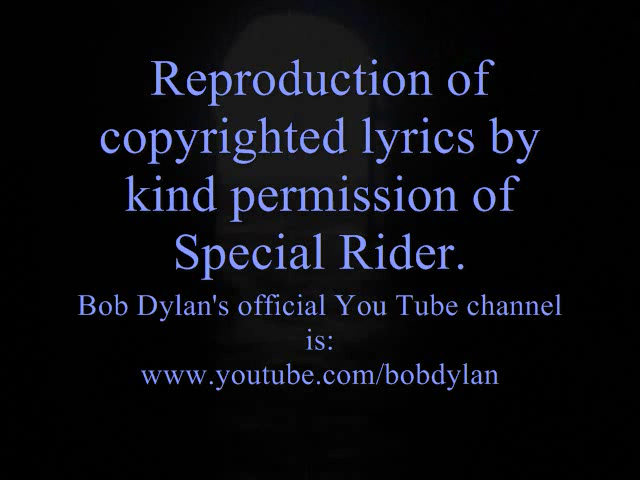 Reproduction of
copyrighted lyrics by
kind permission of
Special Rider.
Bob Dylan's official You Tube channel
is:
www.youtube.com/bobdylan